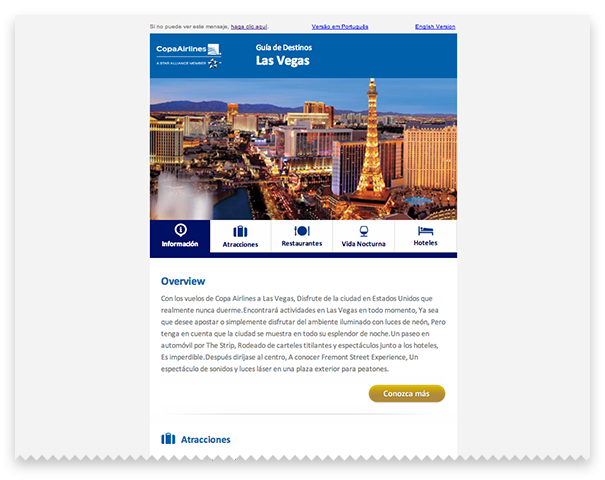 Si no puede ver este mensaje, haga clic aquí. Versão em Português English Version
CopaAirlines
A STAR ALLIANCE MEMBER
Guía de Destinos
Las Vegas
Información Atracciones Restaurantes Vida Nocturna Hoteles
Overview
Con los vuelos de Copa Airlines a Las Vegas, Disfrute de la ciudad en Estados Unidos que
realmente nunca duerme.Encontrará actividades en Las Vegas en todo momento, Ya sea
que desee apostar o simplemente disfrutar del ambiente iluminado con luces de neón, Pero
tenga en cuenta que la ciudad se muestra en todo su esplendor de noche.Un paseo en
automóvil por The Strip, Rodeado de carteles titilantes y espectáculos junto a los hoteles,
Es imperdible.Después diríjase al centro, A conocer Fremont Street Experience, Un
espectáculo de sonidos y luces láser en una plaza exterior para peatones.
Conozca más
Atracciones